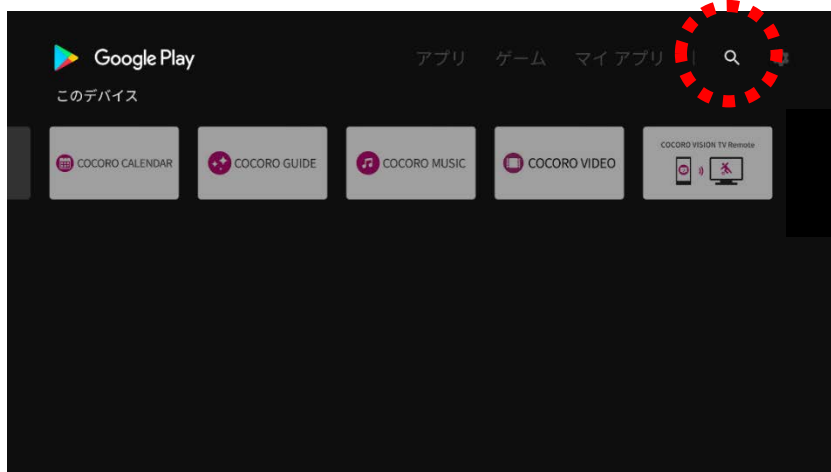 Google Play
アプリ ゲーム マイ アプリ
このデバイス
COCORO CALENDAR
COCORO GUIDE
COCORO MUSIC
COCORO VIDEO
COCORO VISION TV Remote